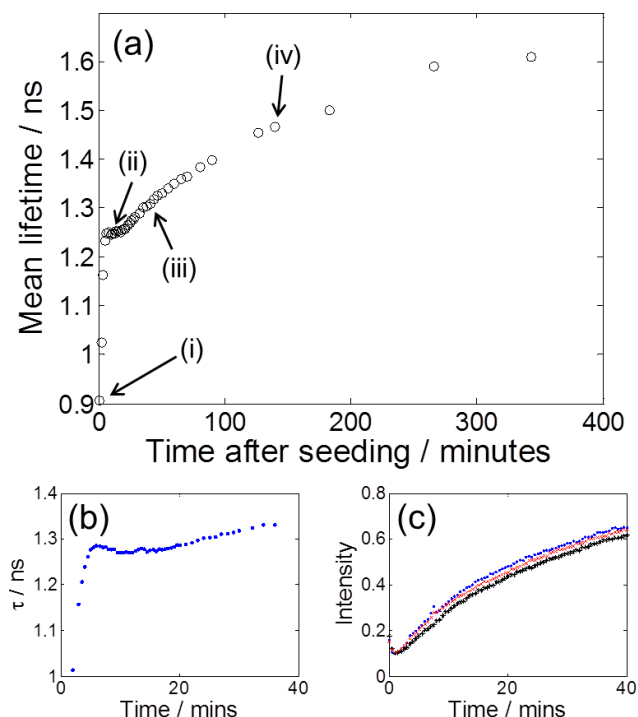 (a)
(i)
(ii)
(iii)
(iv)
Mean lifetime / ns
1.6
1.5
1.4
1.3
1.2
1.1
1
0.9
0 100 200 300 400
Time after seeding / minutes
(b)
τ / ns
1.4
1.3
1.2
1.1
1
0 20 40
Time / mins
(c)
Intensity
0.8
0.6
0.4
0.2
0
0 20 40
Time / mins